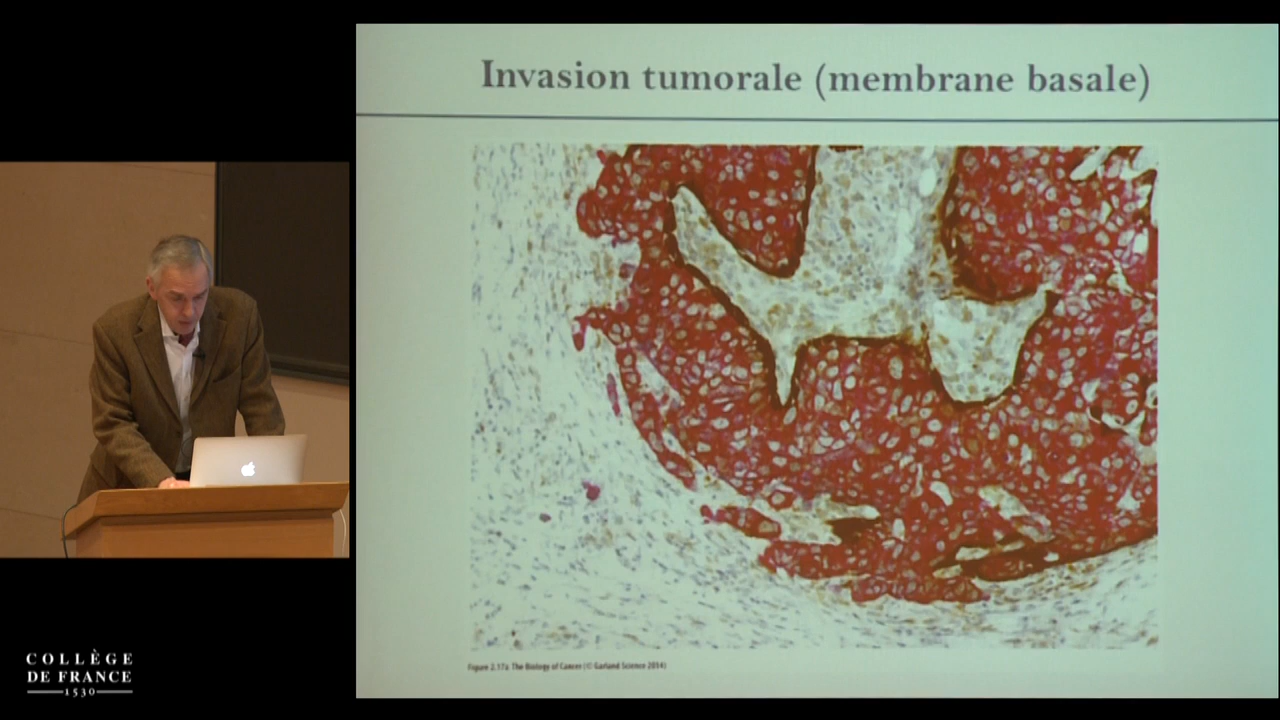 Invasion tumorale (membrane basale)
Figure 2.17a The Biology of Cancer (© Garland Science 2014)
COLLÈGE
DE FRANCE
1530